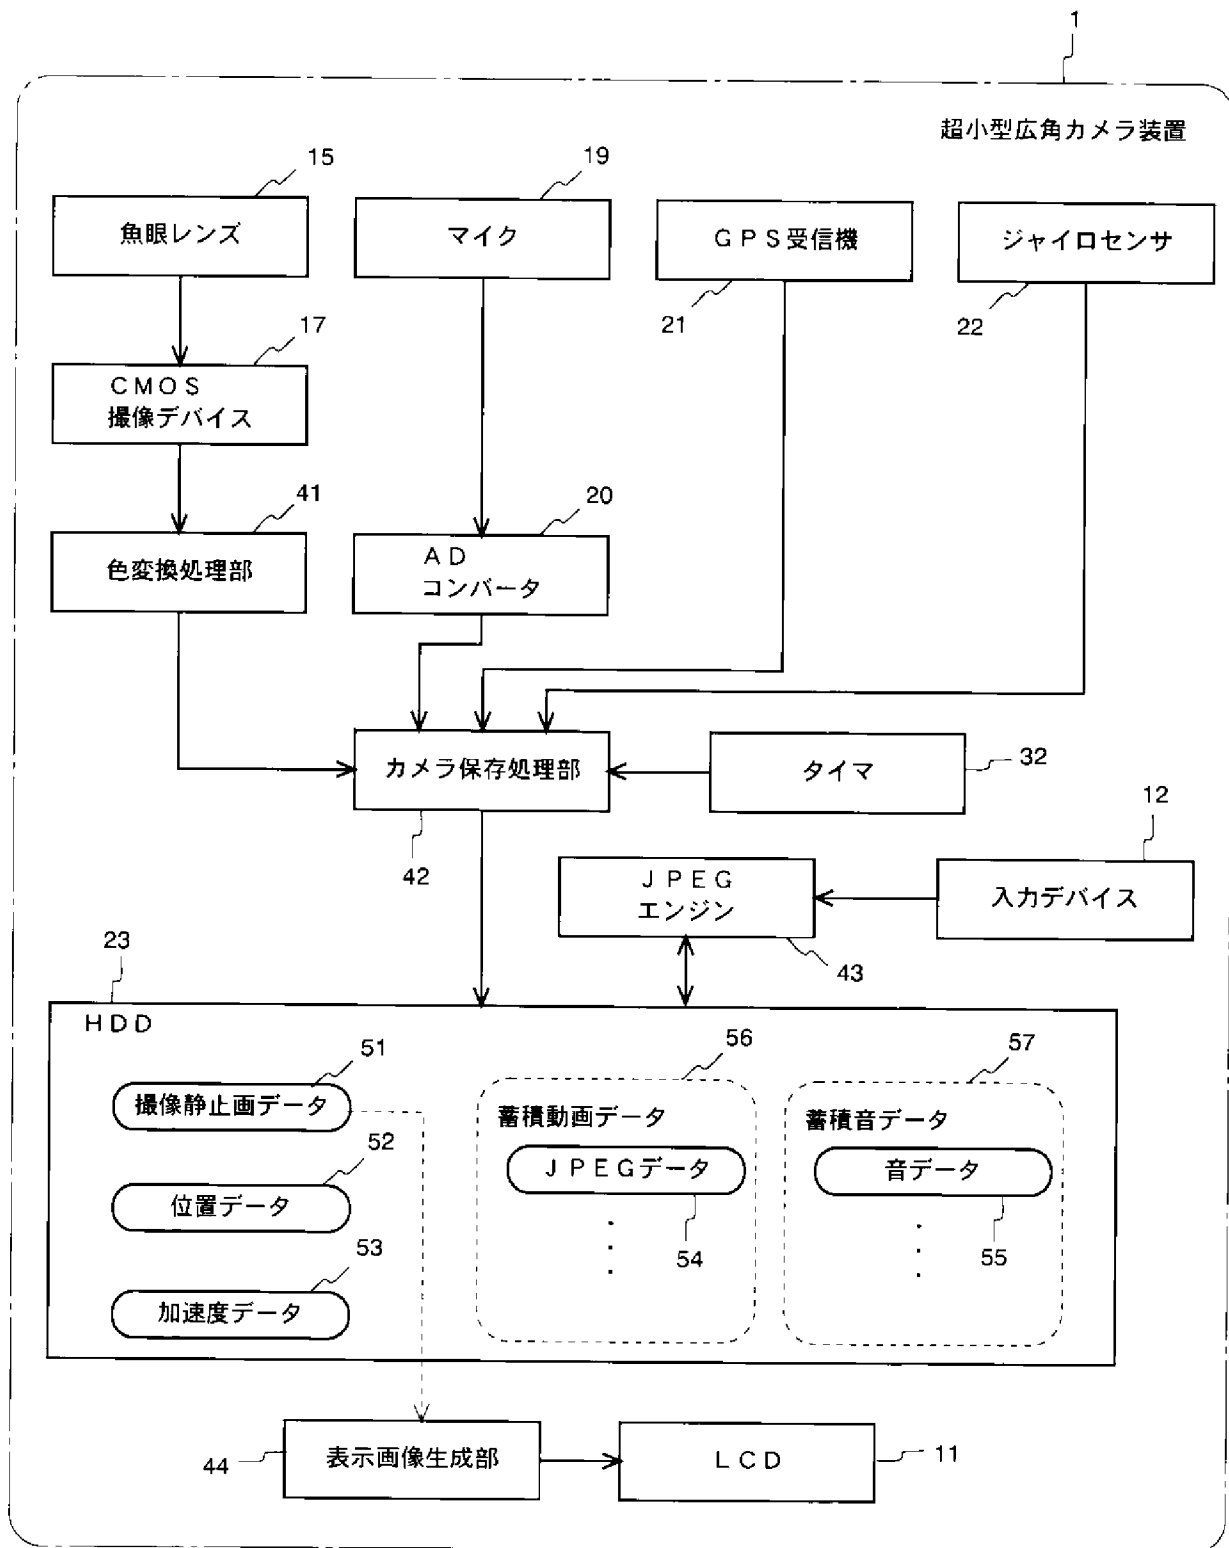 1
超小型広角カメラ装置
15
19
魚眼レンズ
マイク
GPS受信機
ジャイロセンサ
21
22
17
CMOS
撮像デバイス
41
20
色変換処理部
AD
コンバータ
カメラ保存処理部
タイマ
32
42
12
JPEG
エンジン
入力デバイス
43
23
HDD
51
56
57
撮像静止画データ
蓄積動画データ
蓄積音データ
JPEGデータ
音データ
52
位置データ
54
55
53
加速度データ
表示画像生成部
44
LCD
11